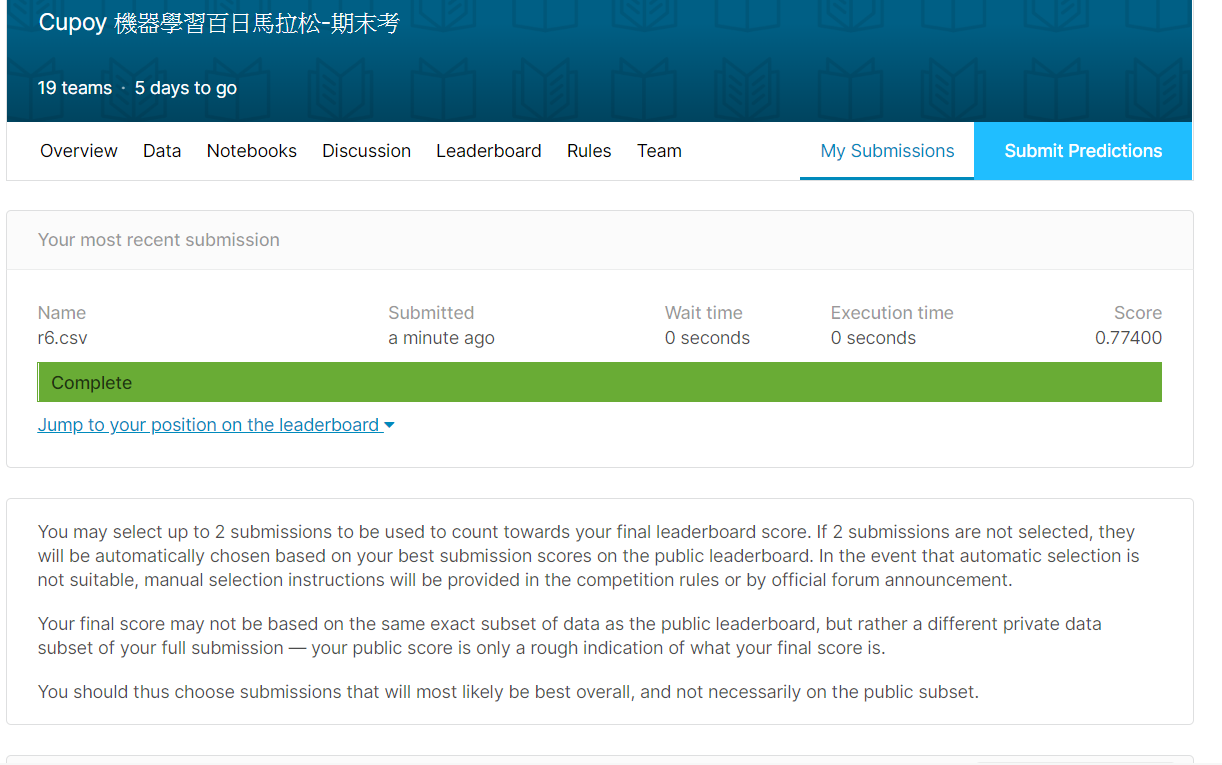 Cupoy 機器學習百日馬拉松-期末考
19 teams · 5 days to go
Overview Data Notebooks Discussion Leaderboard Rules Team My Submissions Submit Predictions
Your most recent submission
Name Submitted Wait time Execution time Score
r6.csv a minute ago 0 seconds 0 seconds 0.77400
Complete
Jump to your position on the leaderboard
You may select up to 2 submissions to be used to count towards your final leaderboard score. If 2 submissions are not selected, they
will be automatically chosen based on your best submission scores on the public leaderboard. In the event that automatic selection is
not suitable, manual selection instructions will be provided in the competition rules or by official forum announcement.
Your final score may not be based on the same exact subset of data as the public leaderboard, but rather a different private data
subset of your full submission — your public score is only a rough indication of what your final score is.
You should thus choose submissions that will most likely be best overall, and not necessarily on the public subset.